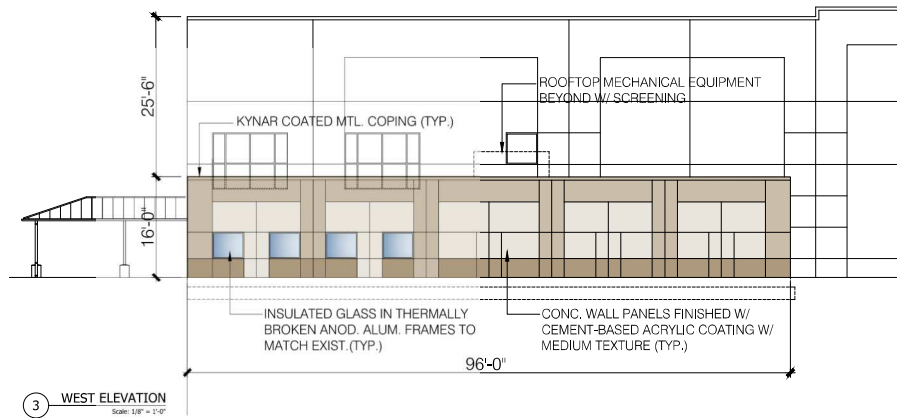 25'-6"
ROOFTOP MECHANICAL EQUIPMENT
BEYOND W/ SCREENING
KYNAR COATED MTL. COPING (TYP.)
16'-0"
INSULATED GLASS IN THERMALLY
BROKEN ANOD. ALUM. FRAMES TO
MATCH EXIST.(TYP.)
CONC. WALL PANELS FINISHED W/
CEMENT-BASED ACRYLIC COATING W/
MEDIUM TEXTURE (TYP.)
96'-0"
3
WEST ELEVATION
Scale: 1/8" = 1'-0"